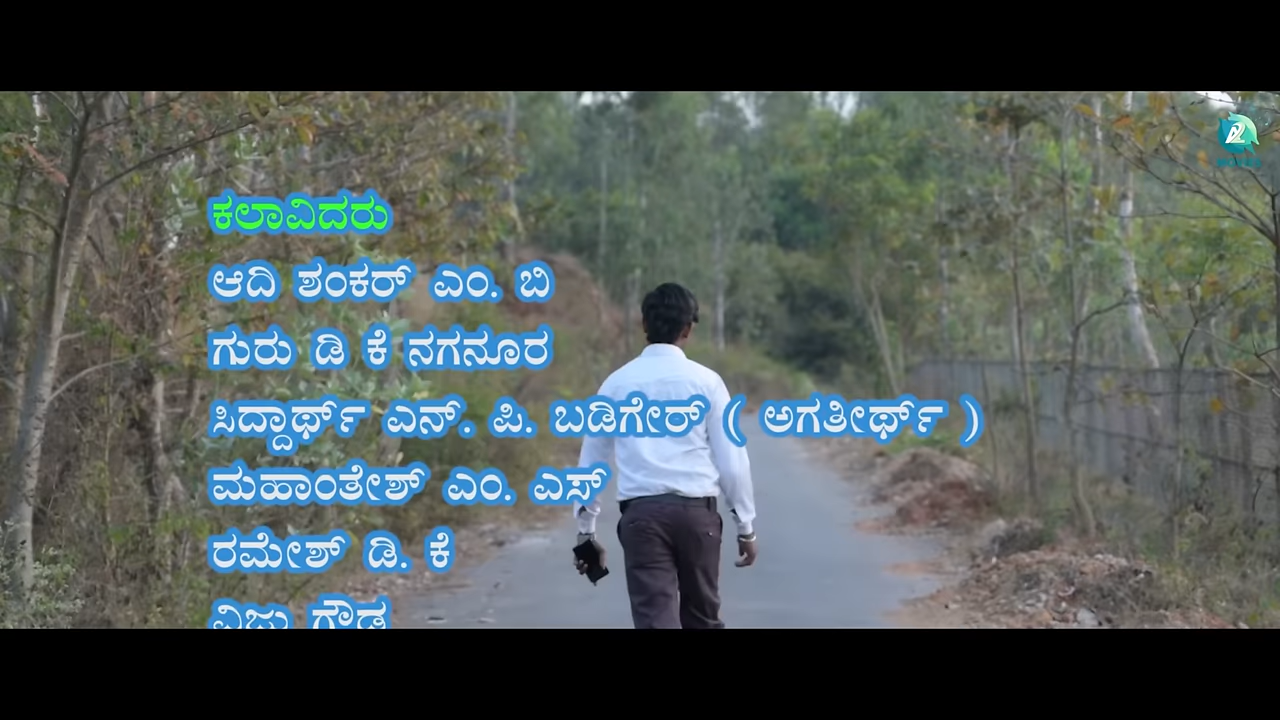 ಕಲಾವಿದರು
ಆದಿ ಶಂಕರ್ ಎಂ. ಬಿ
ಗುರು ಡಿ ಕೆ ನಗನೂರ
ಸಿದ್ದಾರ್ಥ್ ಎನ್. ಪಿ. ಬಡಿಗೇರ್ ( ಅಗತೀರ್ಥ್ )
ಮಹಾಂತೇಶ್ ಎಂ. ಎಸ್
ರಮೇಶ್ ಡಿ. ಕೆ
ವಿಜು ಗೌಡ